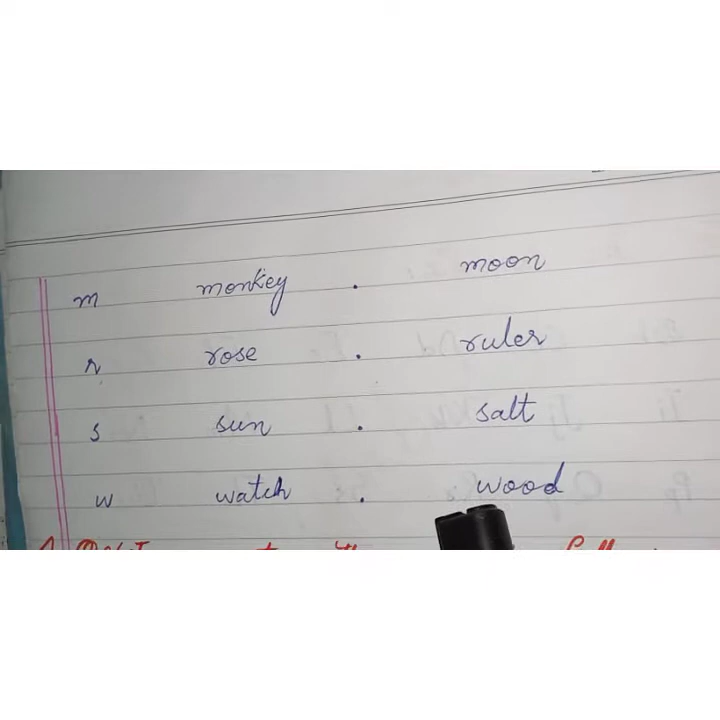 m monkey . moon
r rose . ruler
s sun . salt
w watch . wood